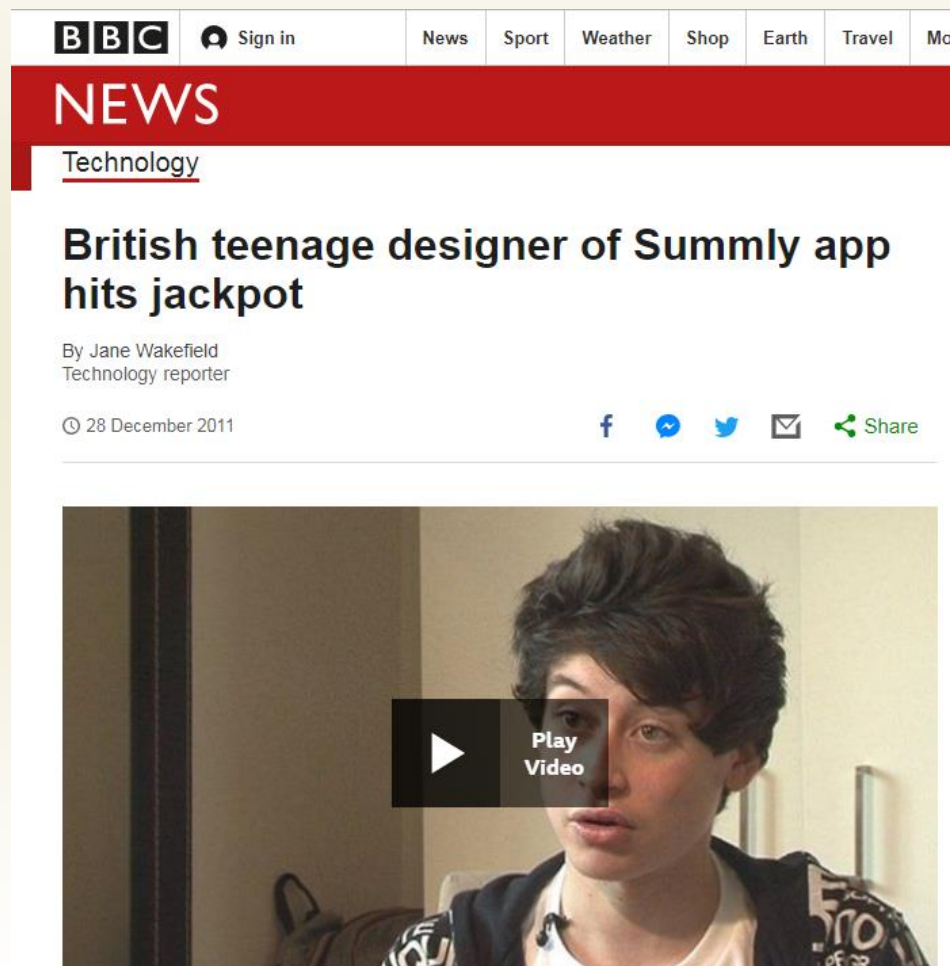 BBC Sign in News Sport Weather Shop Earth Travel
NEWS
Technology
British teenage designer of Summly app
hits jackpot
By Jane Wakefield
Technology reporter
28 December 2011 f Share
Play
Video